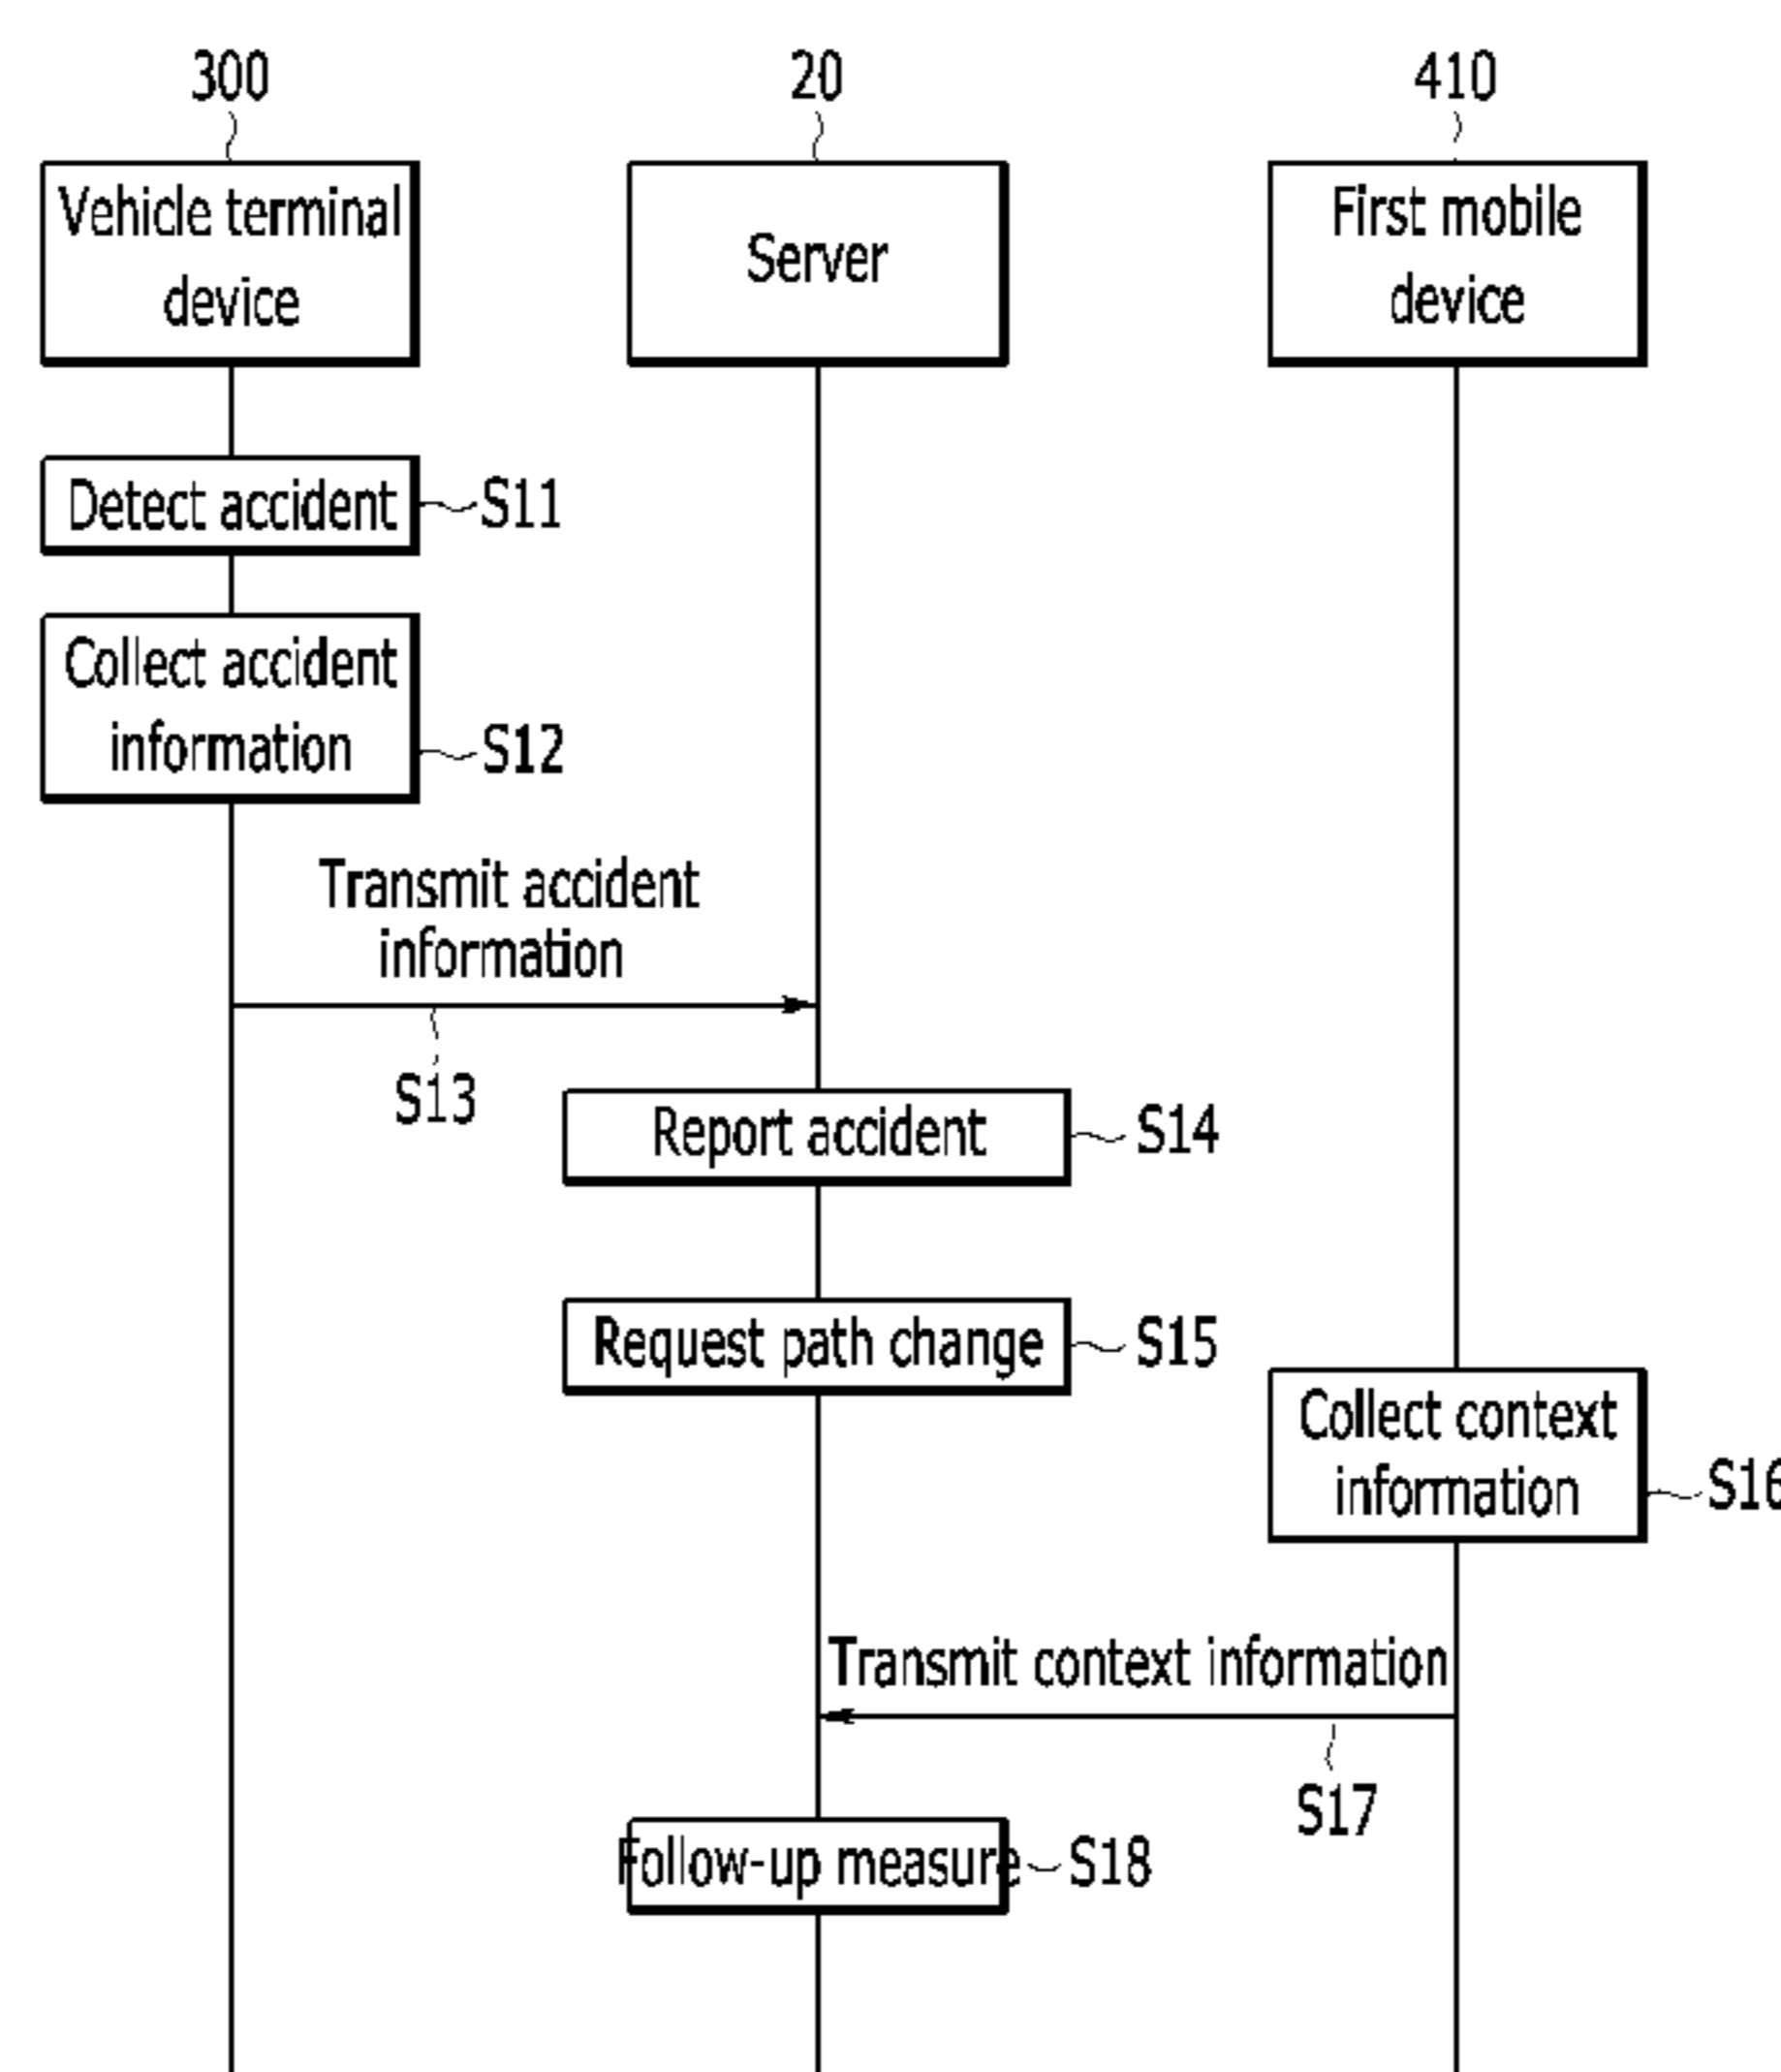 300
20
410
Vehicle terminal
device
Server
First mobile
device
Detect accident
S11
Collect accident
information
S12
Transmit accident
information
S13
Report accident
S14
Request path change
S15
Collect context
information
S16
Transmit context information
S17
Follow-up measure
S18